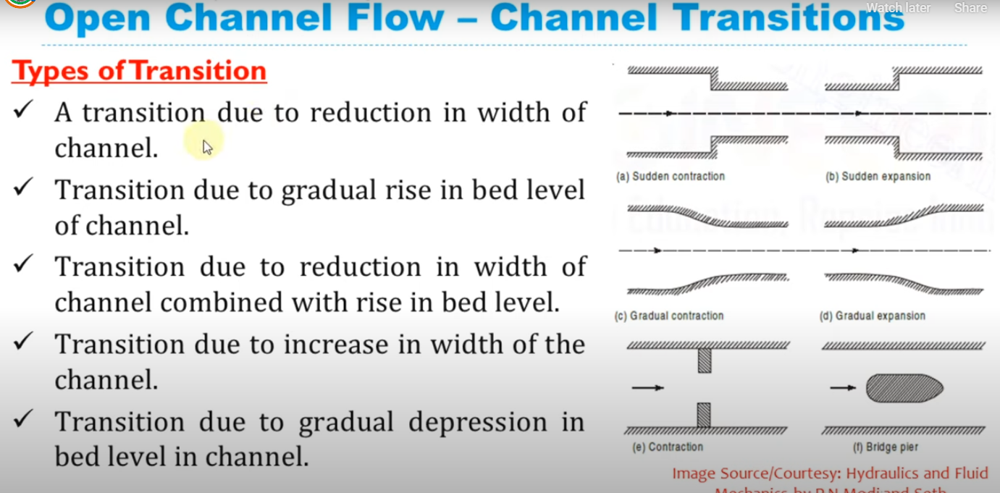 Open Channel Flow – Channel Transitions
Watch later
Share
Types of Transition
✓ A transition due to reduction in width of
channel.
✓ Transition due to gradual rise in bed level
of channel.
✓ Transition due to reduction in width of
channel combined with rise in bed level.
✓ Transition due to increase in width of the
channel.
✓ Transition due to gradual depression in
bed level in channel.
(a) Sudden contraction
(b) Sudden expansion
(c) Gradual contraction
(d) Gradual expansion
(e) Contraction
(f) Bridge pier
Image Source/Courtesy: Hydraulics and Fluid
Mechanics by P.N Modi and Seth